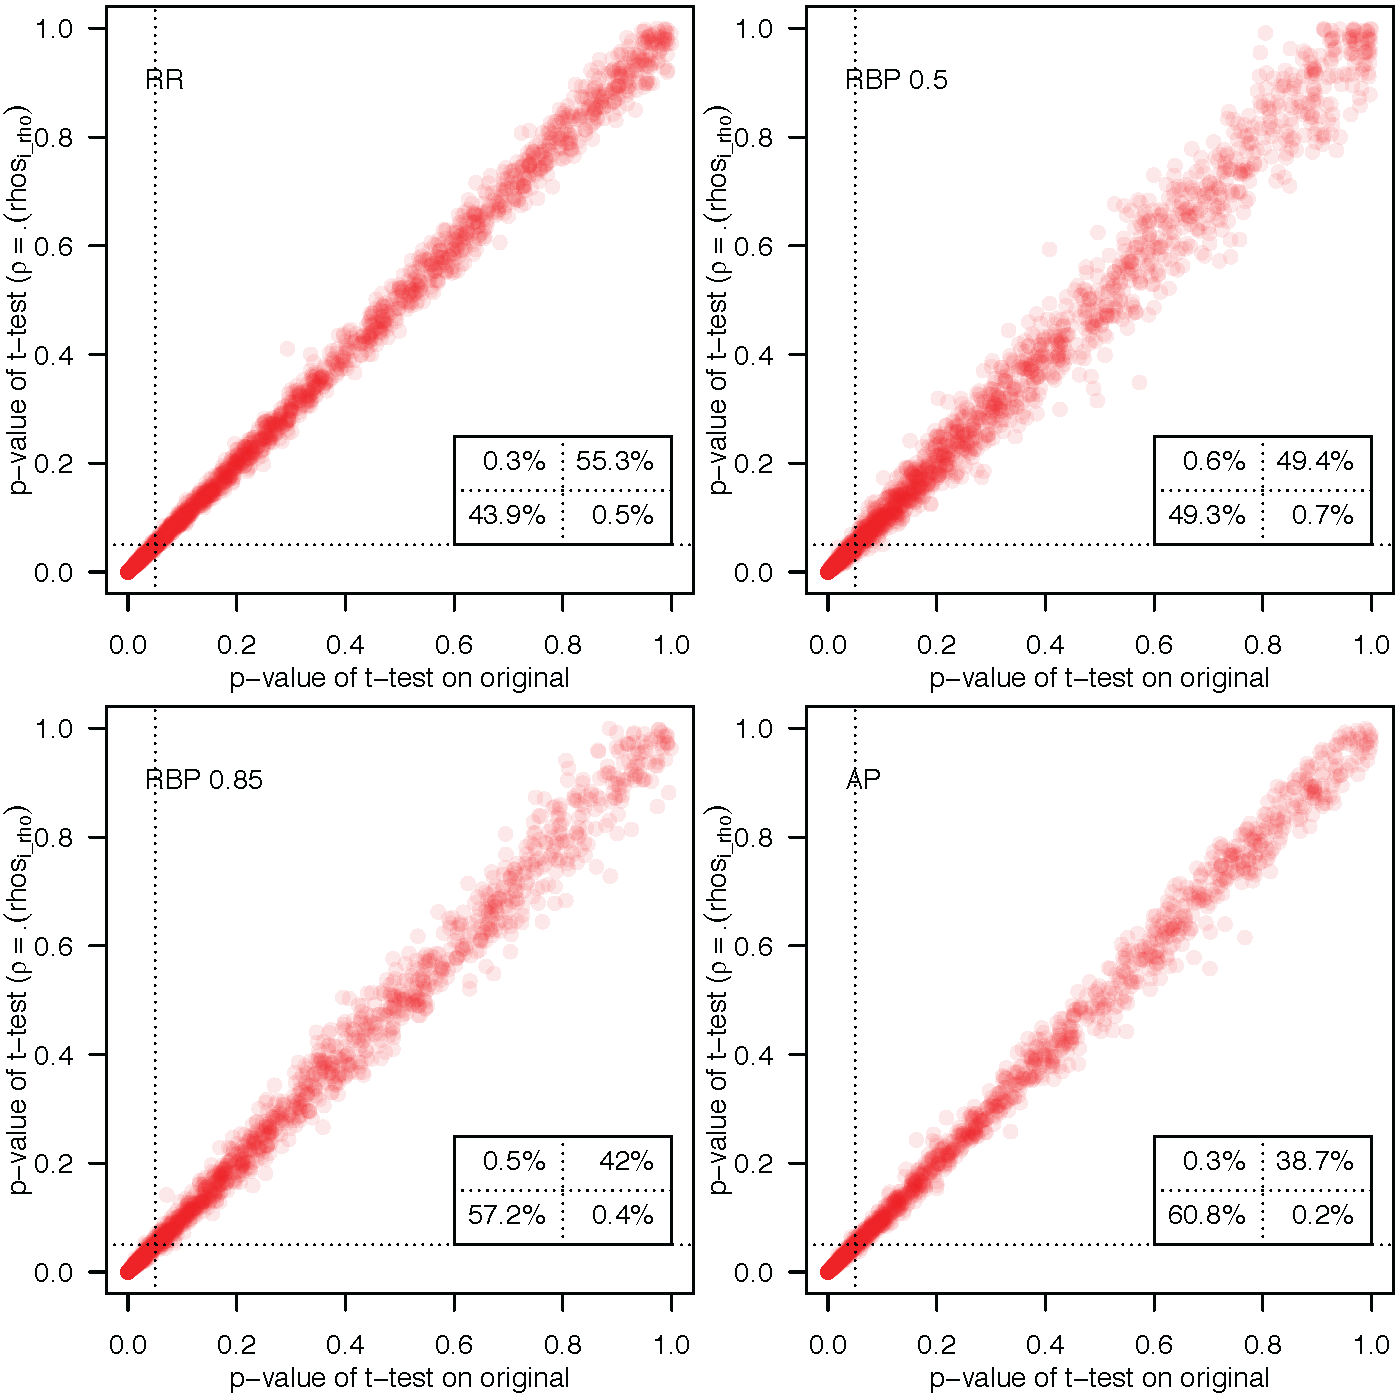 RR
p-value of t-test (ρ = .(rhos_i_rho)
1.0
0.8
0.6
0.4
0.2
0.0
0.3% 55.3%
43.9% 0.5%
0.0 0.2 0.4 0.6 0.8 1.0
p-value of t-test on original
RBP 0.5
p-value of t-test (ρ = .(rhos_i_rho)
1.0
0.8
0.6
0.4
0.2
0.0
0.6% 49.4%
49.3% 0.7%
0.0 0.2 0.4 0.6 0.8 1.0
p-value of t-test on original
RBP 0.85
p-value of t-test (ρ = .(rhos_i_rho)
1.0
0.8
0.6
0.4
0.2
0.0
0.5% 42%
57.2% 0.4%
0.0 0.2 0.4 0.6 0.8 1.0
p-value of t-test on original
AP
p-value of t-test (ρ = .(rhos_i_rho)
1.0
0.8
0.6
0.4
0.2
0.0
0.3% 38.7%
60.8% 0.2%
0.0 0.2 0.4 0.6 0.8 1.0
p-value of t-test on original